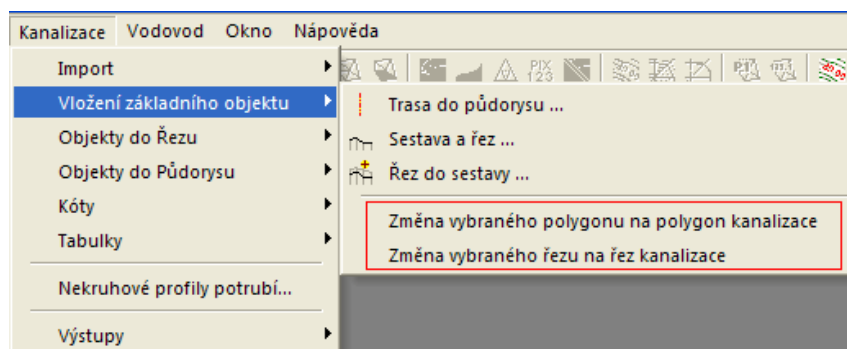 Kanalizace Vodovod Okno Nápověda
Import
Vložení základního objektu
Objekty do Řezu
Objekty do Půdorysu
Kóty
Tabulky
Nekruhové profily potrubí...
Výstupy
Trasa do půdorysu ...
Sestava a řez ...
Řez do sestavy ...
Změna vybraného polygonu na polygon kanalizace
Změna vybraného řezu na řez kanalizace